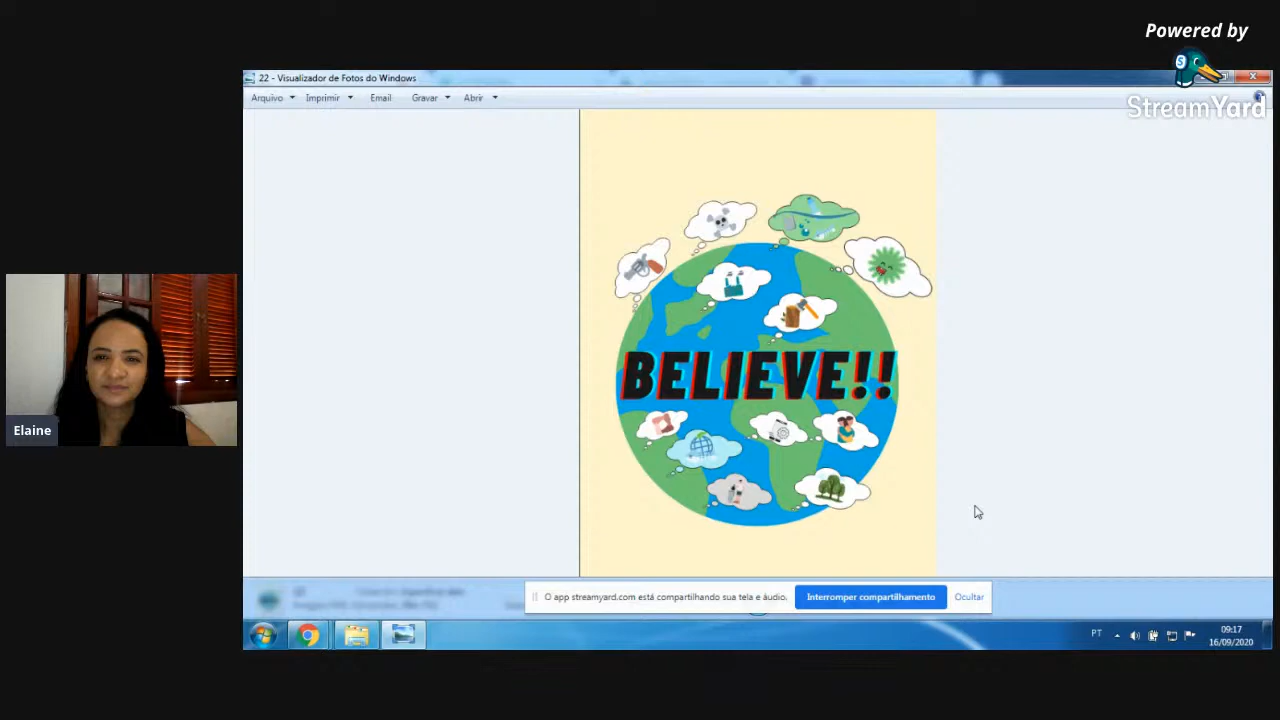 Powered by
StreamYard
22 - Visualizador de Fotos do Windows
Arquivo Imprimir Email Gravar Abrir
BELIEVE!!
Elaine
O app streamyard.com está compartilhando sua tela e áudio.
Interromper compartilhamento
Ocultar
PT
09:17
16/09/2020